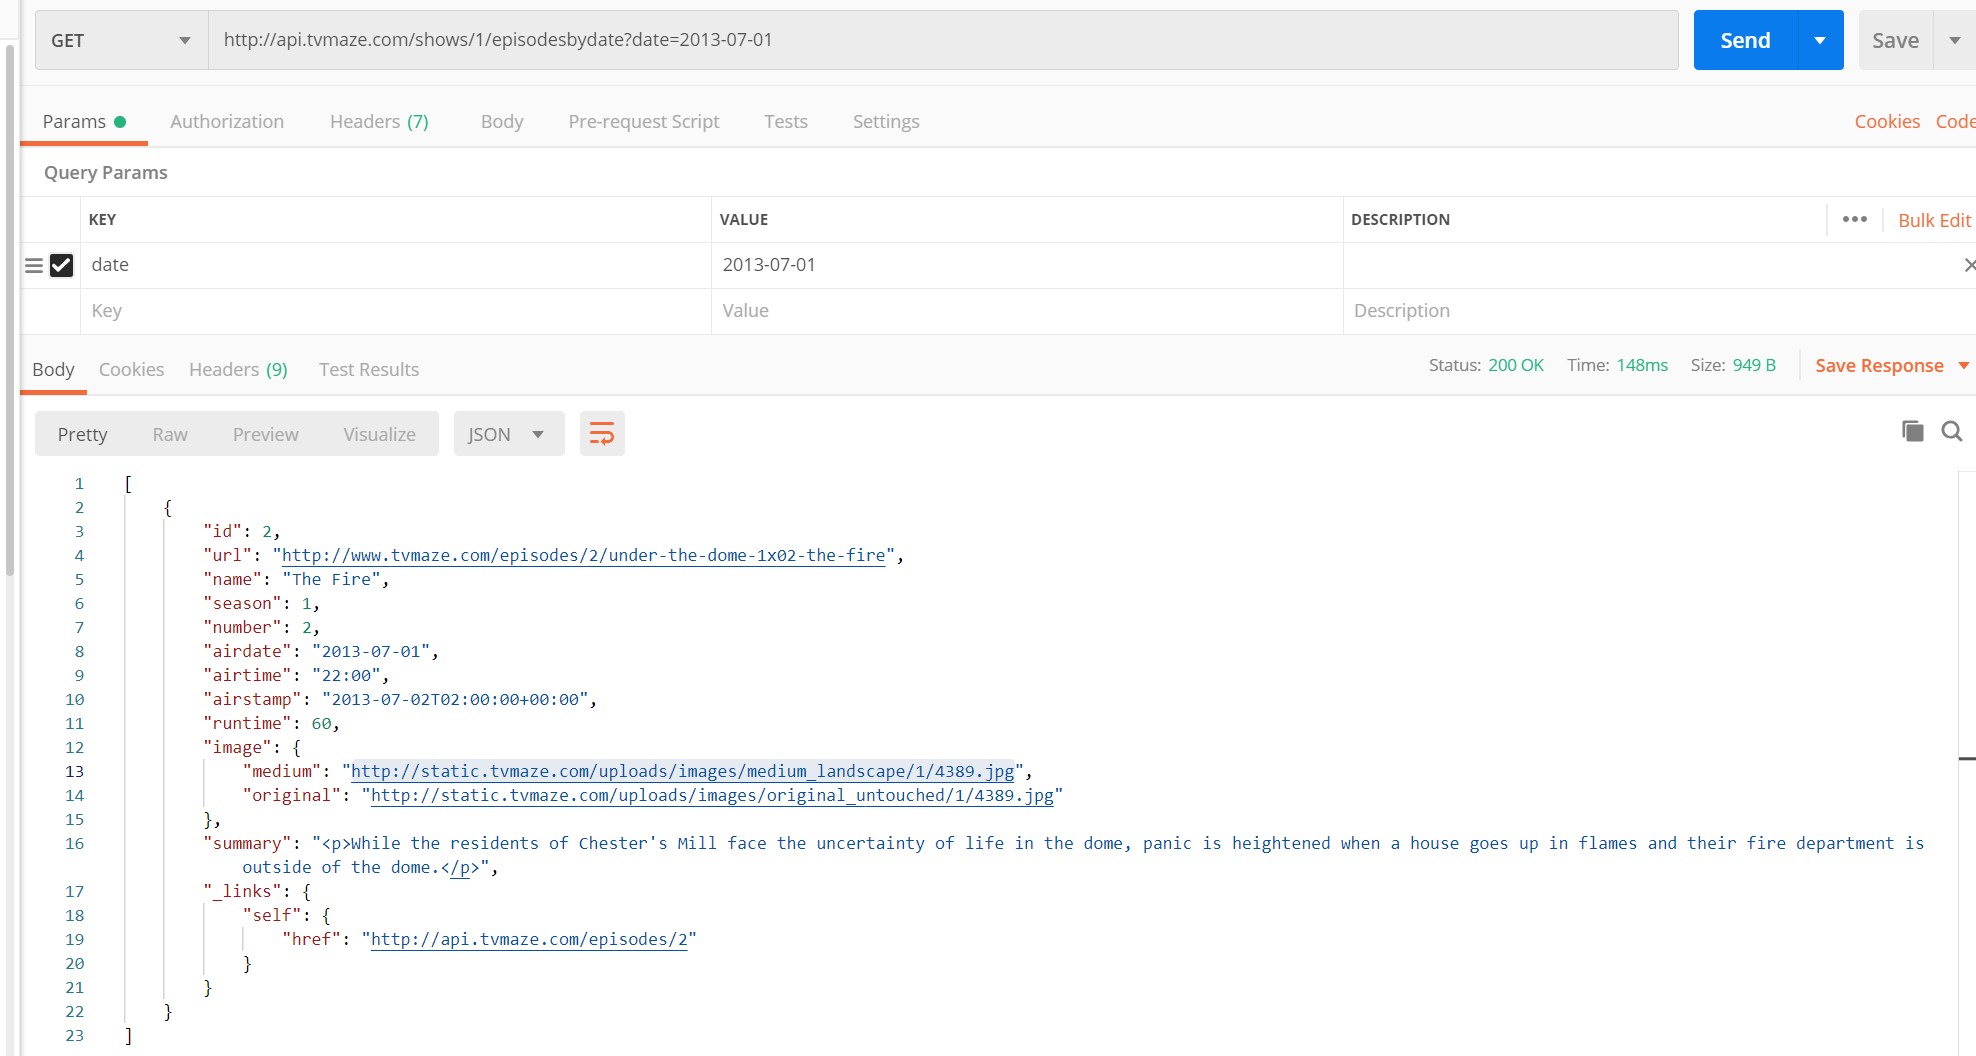 GET http://api.tvmaze.com/shows/1/episodesbydate?date=2013-07-01 Send Save
Params Authorization Headers (7) Body Pre-request Script Tests Settings Cookies Code
Query Params
KEY VALUE DESCRIPTION ••• Bulk Edit
date 2013-07-01
Key Value Description
Body Cookies Headers (9) Test Results Status: 200 OK Time: 148ms Size: 949 B Save Response
Pretty Raw Preview Visualize JSON
1 [
2 {
3 "id": 2,
4 "url": "http://www.tvmaze.com/episodes/2/under-the-dome-1x02-the-fire",
5 "name": "The Fire",
6 "season": 1,
7 "number": 2,
8 "airdate": "2013-07-01",
9 "airtime": "22:00",
10 "airstamp": "2013-07-02T02:00:00+00:00",
11 "runtime": 60,
12 "image": {
13 "medium": "http://static.tvmaze.com/uploads/images/medium_landscape/1/4389.jpg",
14 "original": "http://static.tvmaze.com/uploads/images/original_untouched/1/4389.jpg"
15 },
16 "summary": "<p>While the residents of Chester's Mill face the uncertainty of life in the dome, panic is heightened when a house goes up in flames and their fire department is
outside of the dome.</p>",
17 "_links": {
18 "self": {
19 "href": "http://api.tvmaze.com/episodes/2"
20 }
21 }
22 }
23 ]